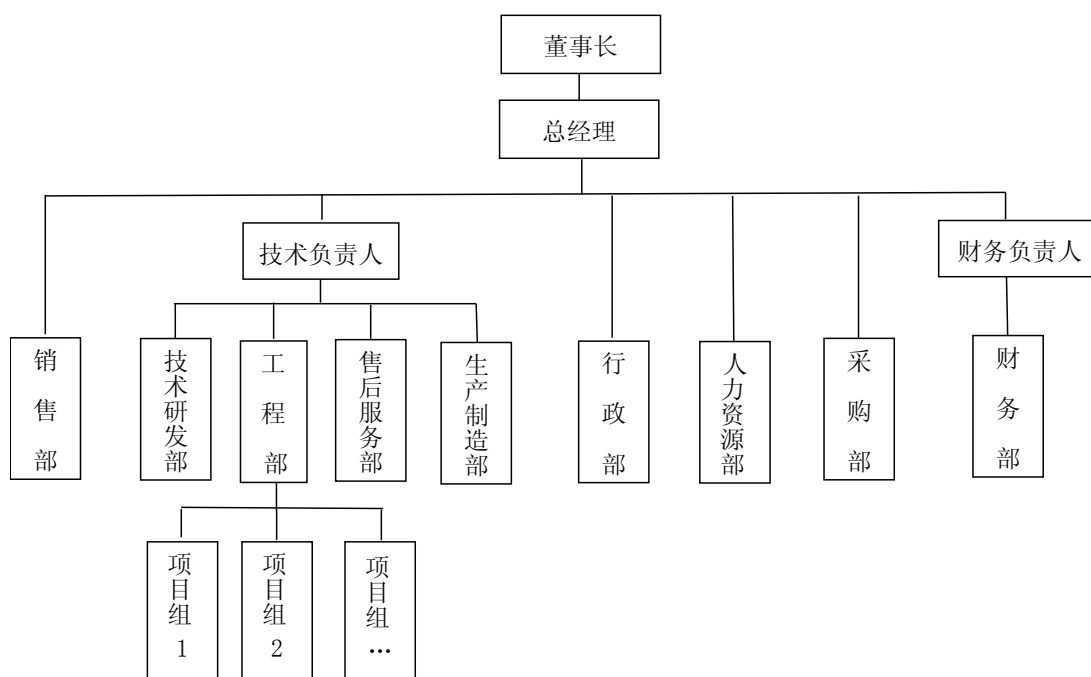 董事长
总经理
技术负责人
财务负责人
销售部
技术研发部
工程部
售后服务部
生产制造部
行政部
人力资源部
采购部
财务部
项目组1
项目组2
项目组…